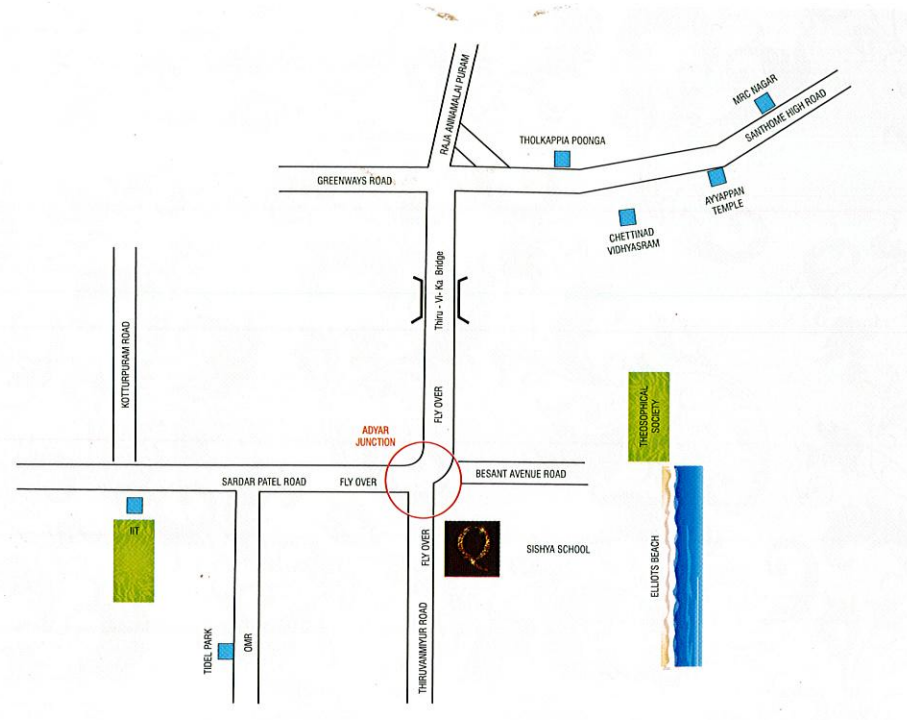 RAJA ANNAMALAI PURAM
MRC NAGAR
SANTHOME HIGH ROAD
THOLKAPPIA POONGA
GREENWAYS ROAD
AYYAPPAN
TEMPLE
CHETTINAD
VIDHYASRAM
Thiru - Vi- Ka Bridge
KOTTURPURAM ROAD
FLY OVER
THEOSOPHICAL
SOCIETY
ADYAR
JUNCTION
BESANT AVENUE ROAD
SARDAR PATEL ROAD
FLY OVER
IIT
FLY OVER
Q
SISHYA SCHOOL
ELLIOTS BEACH
TIDEL PARK
OMR
THIRUVANMIYUR ROAD